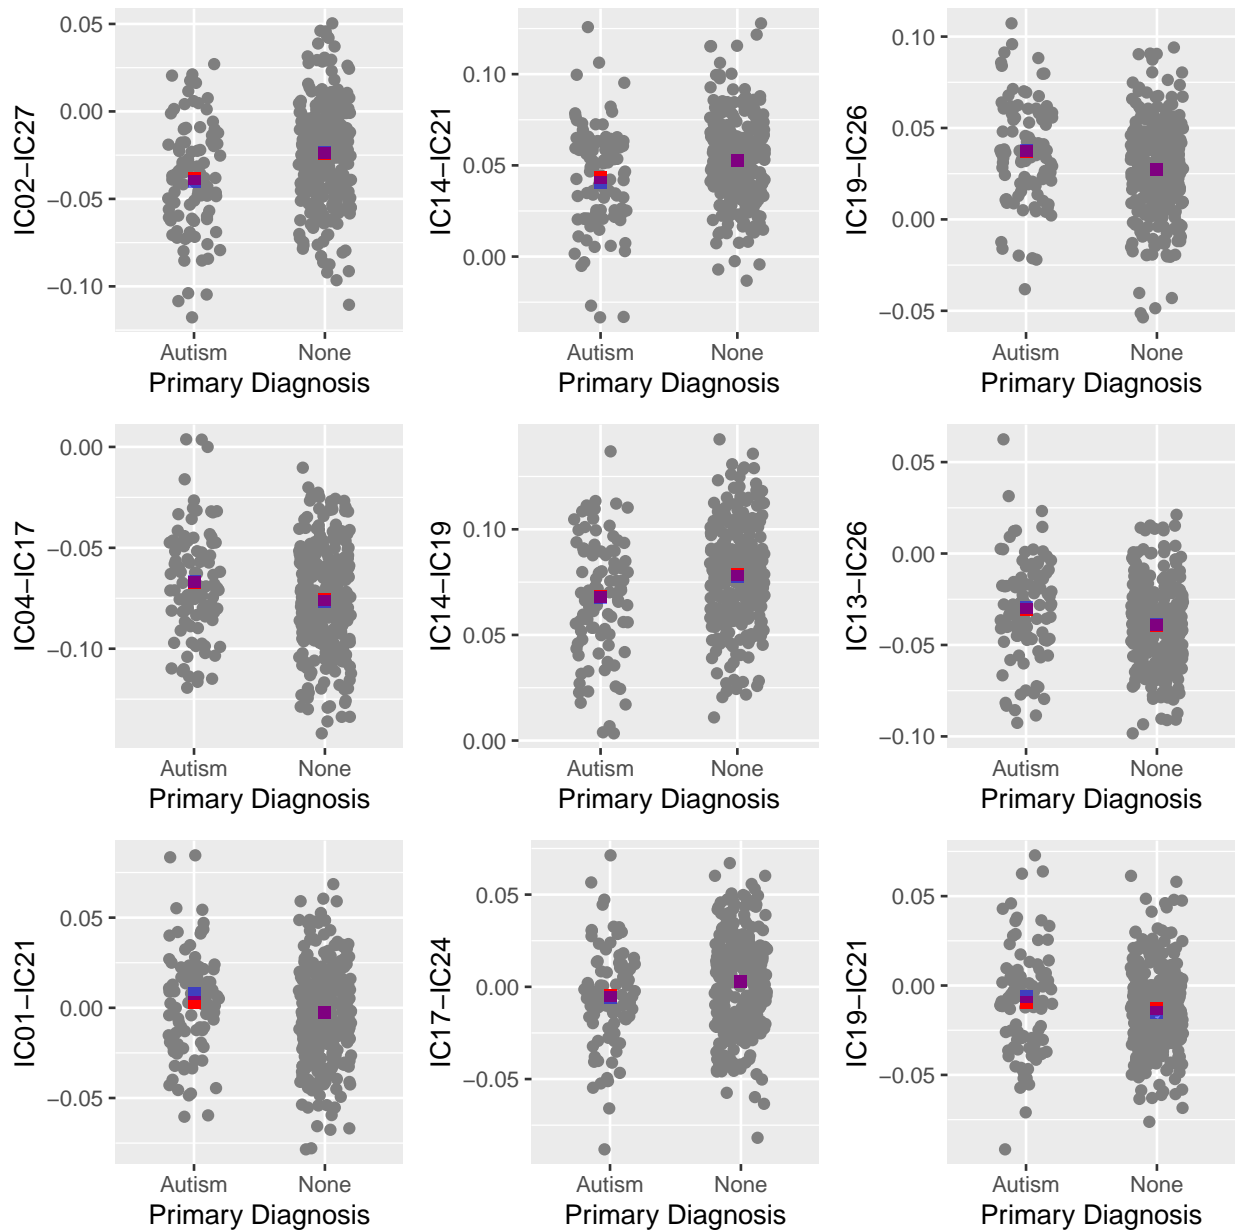 IC02−IC27
0.05
0.00
−0.05
−0.10
Autism None
Primary Diagnosis
IC14−IC21
0.10
0.05
0.00
Autism None
Primary Diagnosis
IC19−IC26
0.10
0.05
0.00
−0.05
Autism None
Primary Diagnosis
IC04−IC17
0.00
−0.05
−0.10
Autism None
Primary Diagnosis
IC14−IC19
0.10
0.05
0.00
Autism None
Primary Diagnosis
IC13−IC26
0.05
0.00
−0.05
−0.10
Autism None
Primary Diagnosis
IC01−IC21
0.05
0.00
−0.05
Autism None
Primary Diagnosis
IC17−IC24
0.05
0.00
−0.05
Autism None
Primary Diagnosis
IC19−IC21
0.05
0.00
−0.05
Autism None
Primary Diagnosis